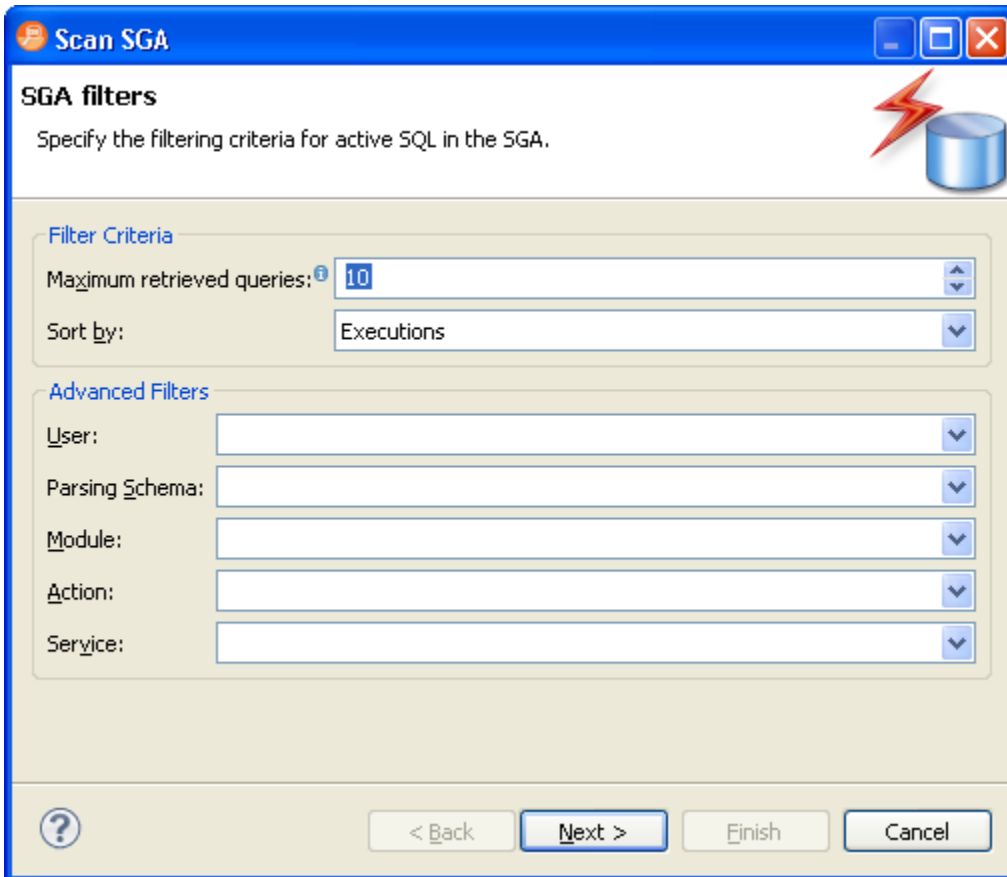 Scan SGA
SGA filters
Specify the filtering criteria for active SQL in the SGA.
Filter Criteria
Maximum retrieved queries: 10
Sort by: Executions
Advanced Filters
User:
Parsing Schema:
Module:
Action:
Service:
? < Back Next > Finish Cancel